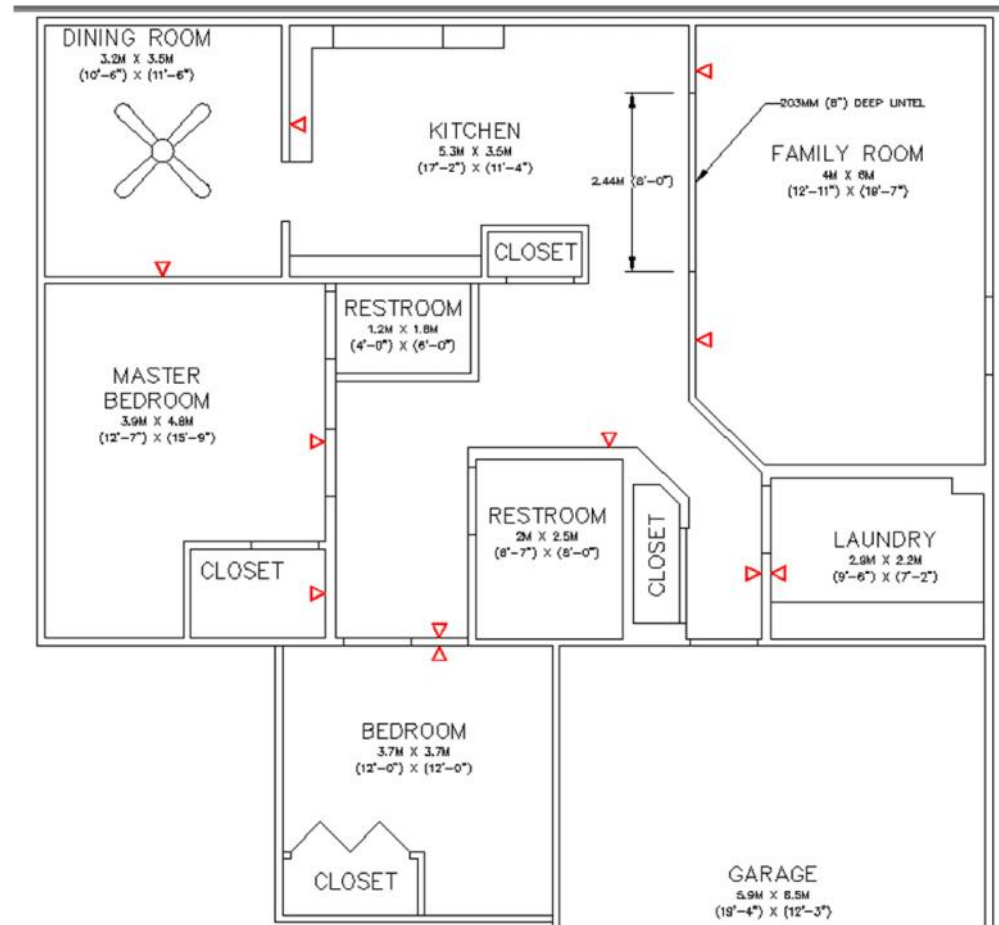 DINING ROOM
3.2M X 3.5M
(10'-6") X (11'-6")
KITCHEN
5.3M X 3.5M
(17'-2") X (11'-4")
2.44M (8'-0")
203MM (8") DEEP LINTEL
FAMILY ROOM
4M X 6M
(12'-11") X (19'-7")
CLOSET
RESTROOM
1.2M X 1.8M
(4'-0") X (6'-0")
MASTER
BEDROOM
3.9M X 4.8M
(12'-7") X (15'-9")
CLOSET
RESTROOM
2M X 2.5M
(6'-7") X (8'-0")
CLOSET
LAUNDRY
2.9M X 2.2M
(9'-6") X (7'-2")
BEDROOM
3.7M X 3.7M
(12'-0") X (12'-0")
CLOSET
GARAGE
5.9M X 6.5M
(19'-4") X (12'-3")